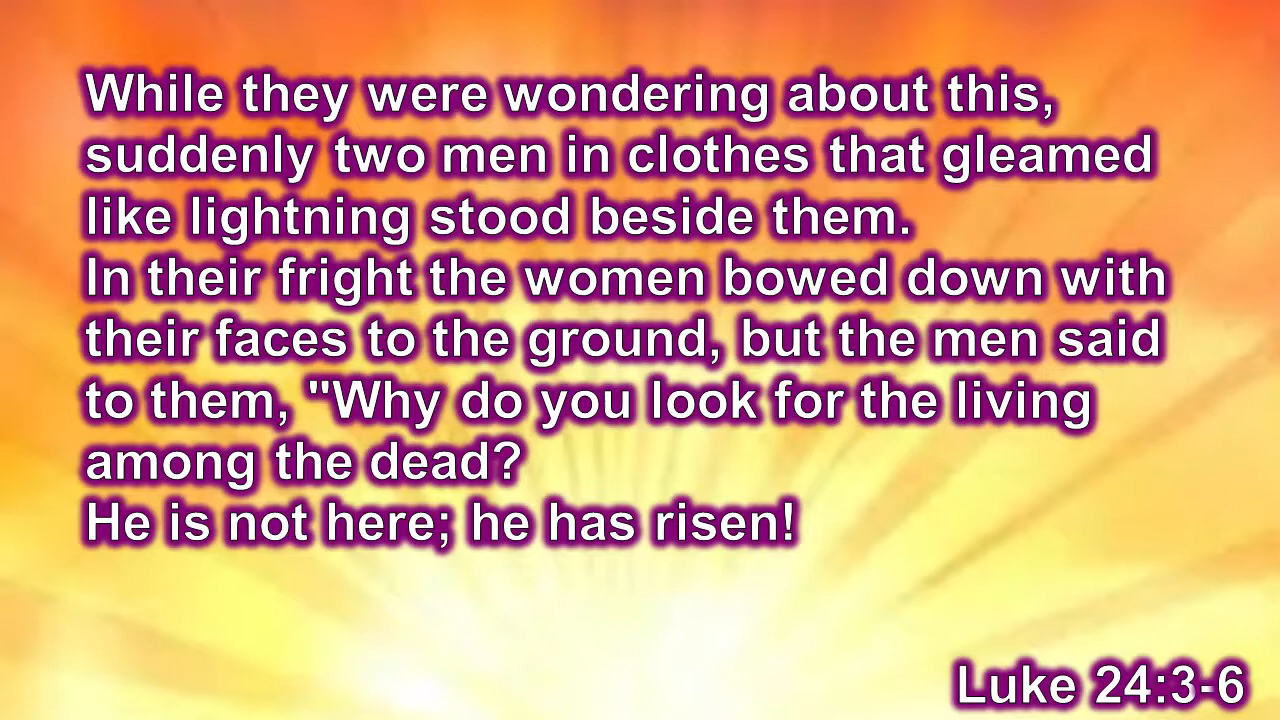 While they were wondering about this,
suddenly two men in clothes that gleamed
like lightning stood beside them.
In their fright the women bowed down with
their faces to the ground, but the men said
to them, "Why do you look for the living
among the dead?
He is not here; he has risen!
Luke 24:3-6